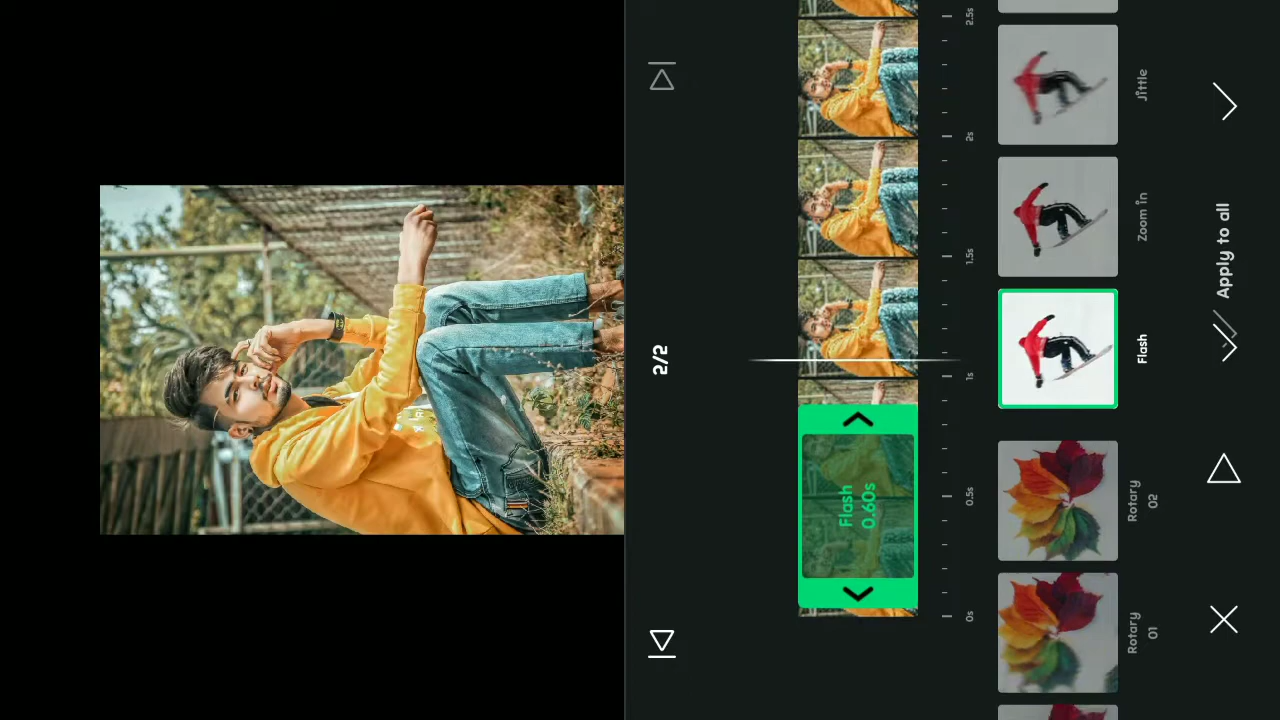 2/2
Flash
0.60s
0s
0.5s
1s
1.5s
2s
2.5s
Rotary
01
Rotary
02
Flash
Zoom in
Jittle
Apply to all